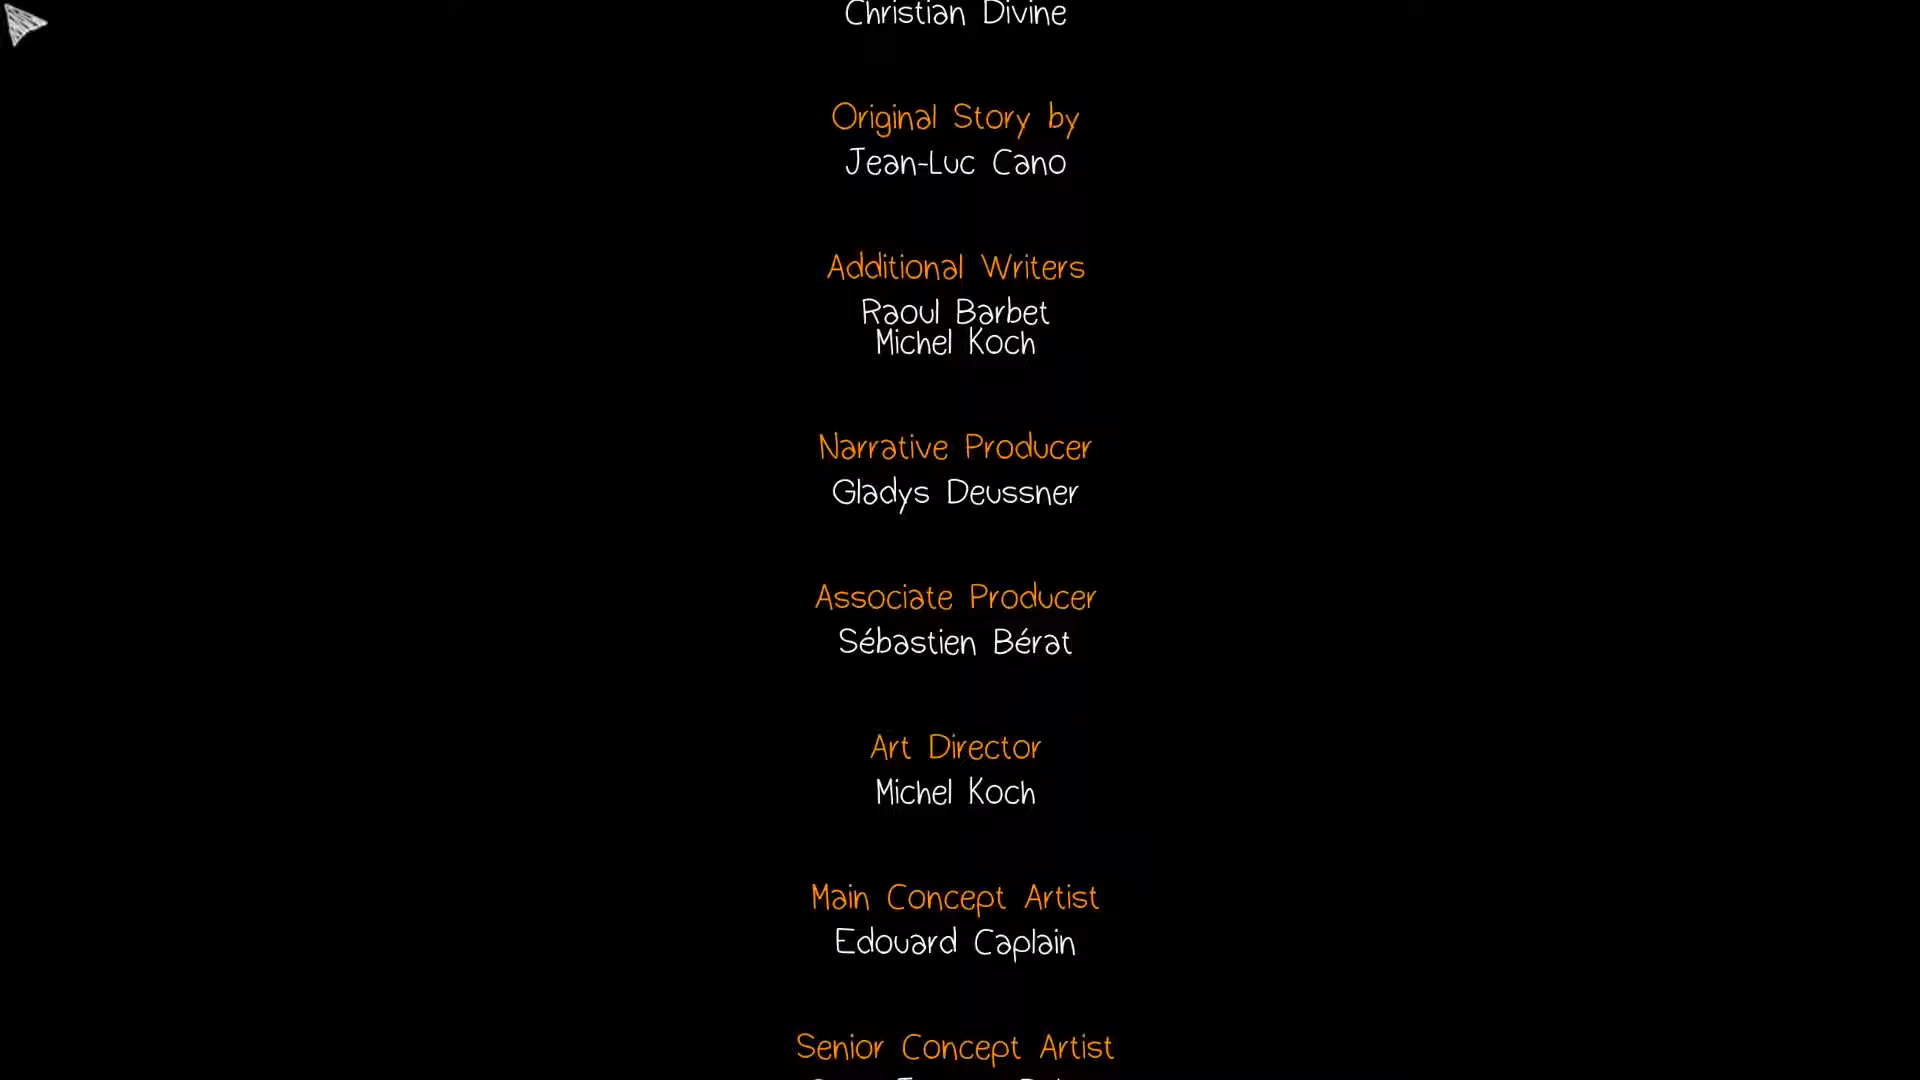 Christian Divine
Original Story by
Jean-Luc Cano
Additional Writers
Raoul Barbet
Michel Koch
Narrative Producer
Gladys Deussner
Associate Producer
Sébastien Bérat
Art Director
Michel Koch
Main Concept Artist
Edouard Caplain
Senior Concept Artist